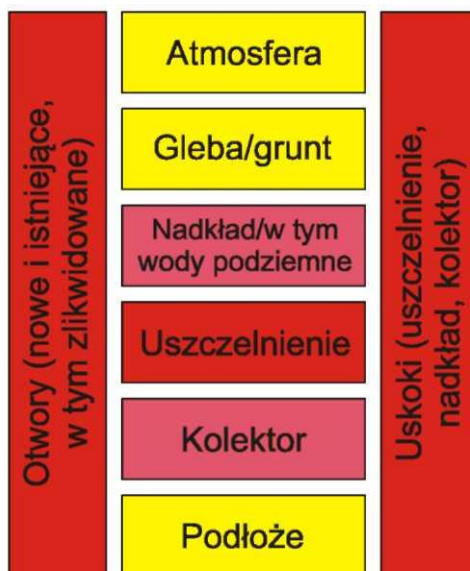 Otwory (nowe i istniejące,
w tym zlikwidowane)
Atmosfera
Gleba/grunt
Nadkład/w tym
wody podziemne
Uszczelnienie
Kolektor
Podłoże
Uskoki (uszczelnienie,
nadkład, kolektor)